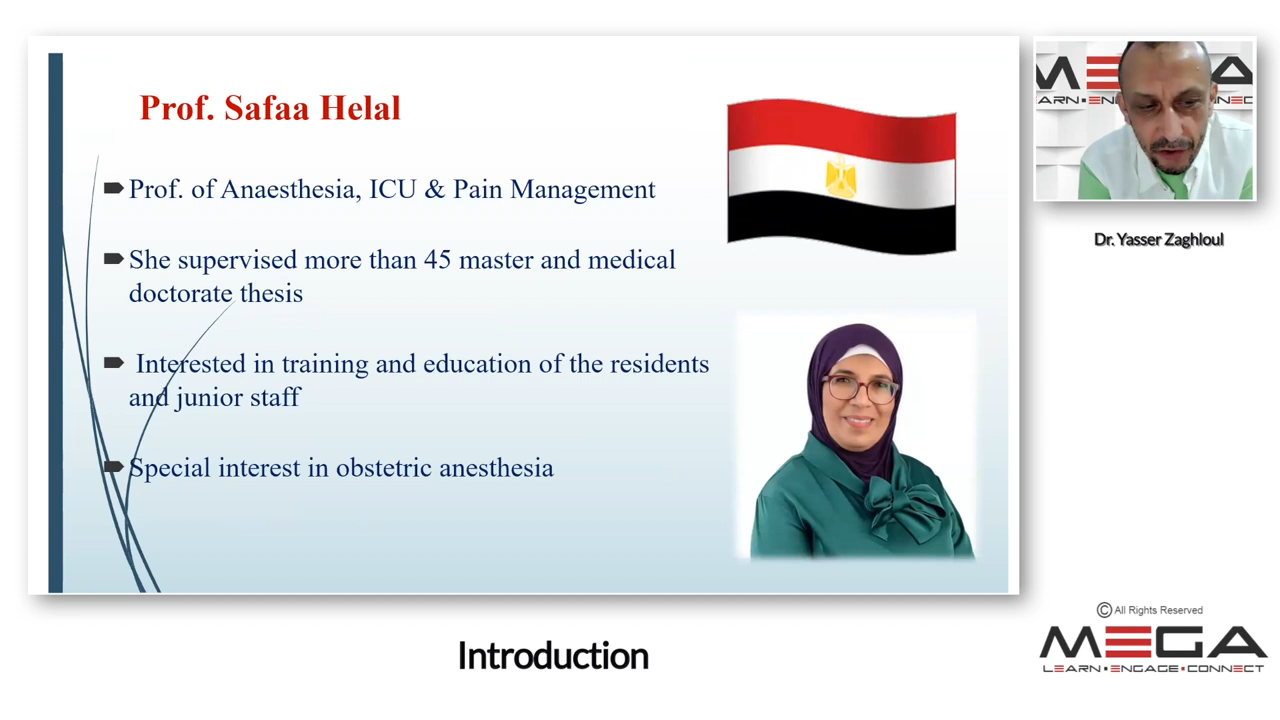 Prof. Safaa Helal
Prof. of Anaesthesia, ICU & Pain Management
She supervised more than 45 master and medical
doctorate thesis
Interested in training and education of the residents
and junior staff
Special interest in obstetric anesthesia
Dr. Yasser Zaghloul
Introduction
© All Rights Reserved
MEGA
LEARN▪ENGAGE▪CONNECT